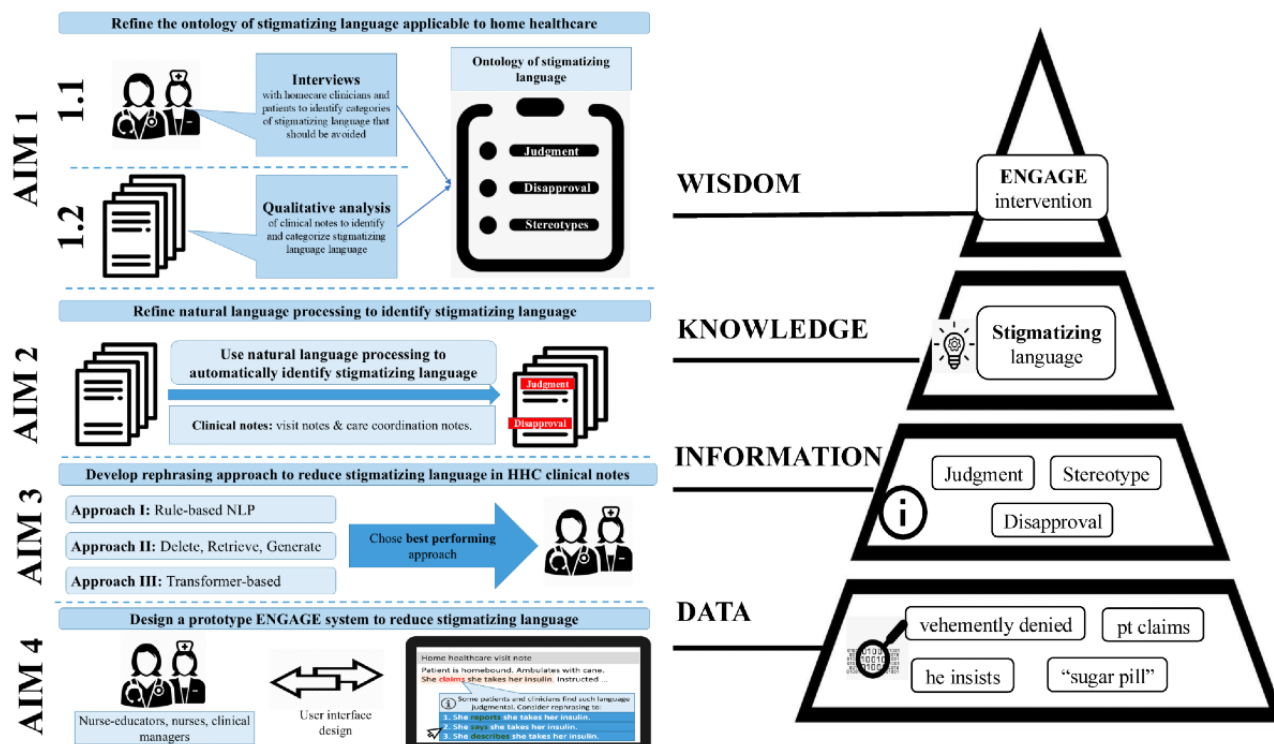 Refine the ontology of stigmatizing language applicable to home healthcare
AIM 1
1.1
Interviews
with homecare clinicians and
patients to identify categories
of stigmatizing language that
should be avoided
1.2
Qualitative analysis
of clinical notes to identify
and categorize stigmatizing
language language
Ontology of stigmatizing
language
Judgment
Disapproval
Stereotypes
Refine natural language processing to identify stigmatizing language
AIM 2
Use natural language processing to
automatically identify stigmatizing language
Clinical notes: visit notes & care coordination notes.
Judgment
Disapproval
Develop rephrasing approach to reduce stigmatizing language in HHC clinical notes
AIM 3
Approach I: Rule-based NLP
Approach II: Delete, Retrieve, Generate
Approach III: Transformer-based
Chose best performing
approach
Design a prototype ENGAGE system to reduce stigmatizing language
AIM 4
Nurse-educators, nurses, clinical
managers
User interface
design
Home healthcare visit note
Patient is homebound. Ambulates with cane.
She claims she takes her insulin. Instructed ...
i
Some patients and clinicians find such language
judgmental. Consider rephrasing to:
1. She reports she takes her insulin.
2. She says she takes her insulin.
3. She describes she takes her insulin.
WISDOM
ENGAGE
intervention
KNOWLEDGE
Stigmatizing
language
INFORMATION
i
Judgment
Stereotype
Disapproval
DATA
vehemently denied
pt claims
he insists
“sugar pill”